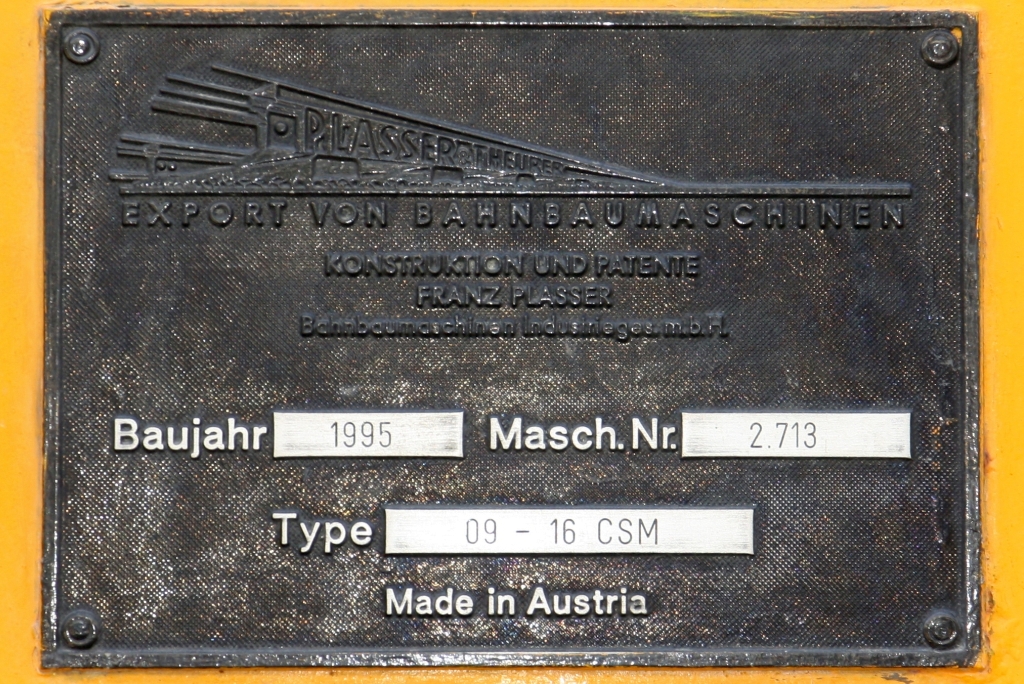 PLASSER & THEURER
EXPORT VON BAHNBAUMASCHINEN
KONSTRUKTION UND PATENTE
FRANZ PLASSER
Bahnbaumaschinen Industrieges.m.b.H.
Baujahr 1995 Masch.Nr. 2.713
Type 09 - 16 CSM
Made in Austria